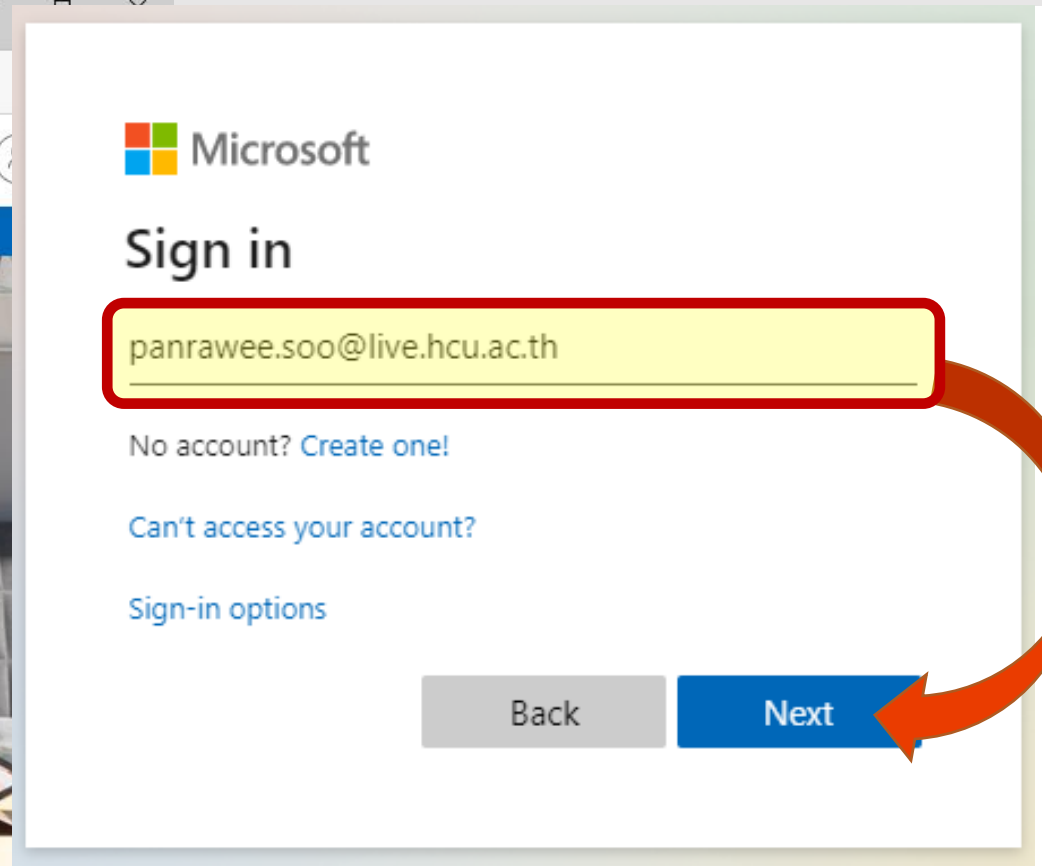 Microsoft
Sign in
panrawee.soo@live.hcu.ac.th
No account? Create one!
Can't access your account?
Sign-in options
Back Next